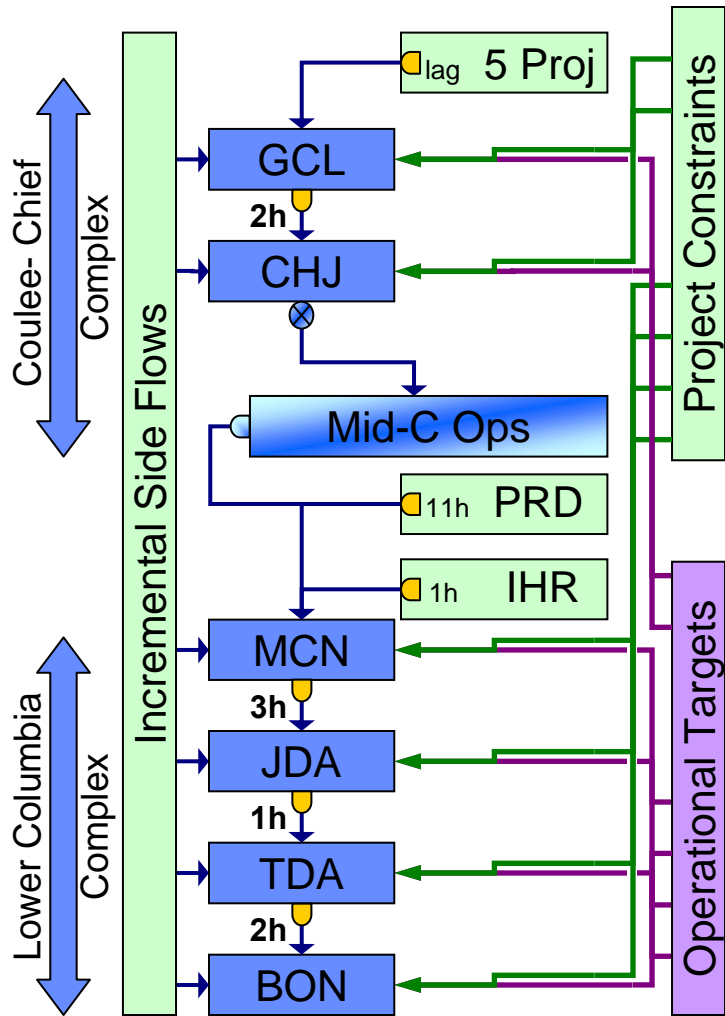 Coulee- Chief
Complex
Lower Columbia
Complex
Incremental Side Flows
lag 5 Proj
GCL
2h
CHJ
Mid-C Ops
11h PRD
1h IHR
MCN
3h
JDA
1h
TDA
2h
BON
Project Constraints
Operational Targets